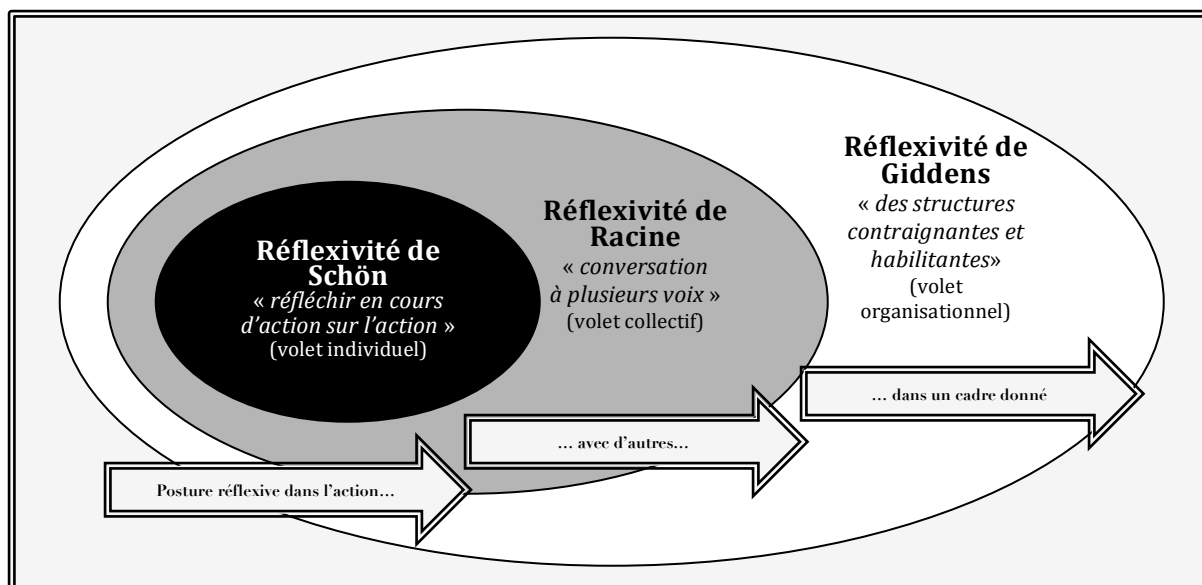 Réflexivité de
Schön
« réfléchir en cours
d'action sur l'action »
(volet individuel)
Réflexivité de
Racine
« conversation
à plusieurs voix »
(volet collectif)
Réflexivité de
Giddens
« des structures
contraignantes et
habilitantes»
(volet
organisationnel)
Posture réflexive dans l'action…
… avec d'autres…
… dans un cadre donné